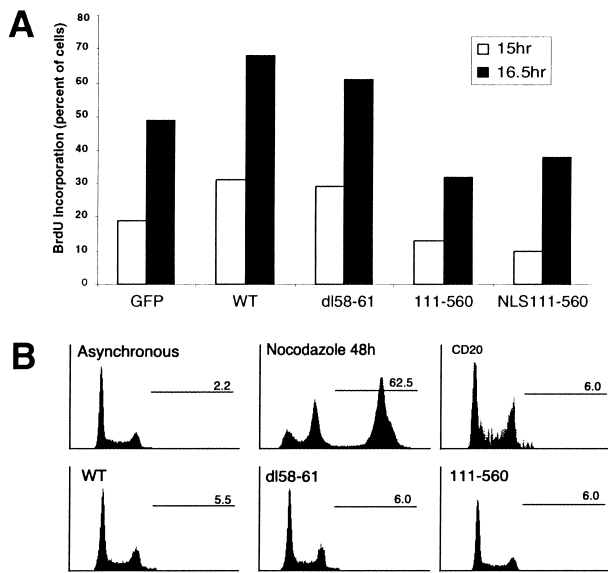 A
BrdU Incorporation (percent of cells)
80
70
60
50
40
30
20
10
0
15hr
16.5hr
GFP WT dl58-61 111-560 NLS111-560
B
Asynchronous
2.2
Nocodazole 48h
62.5
CD20
6.0
WT
5.5
dl58-61
6.0
111-560
6.0